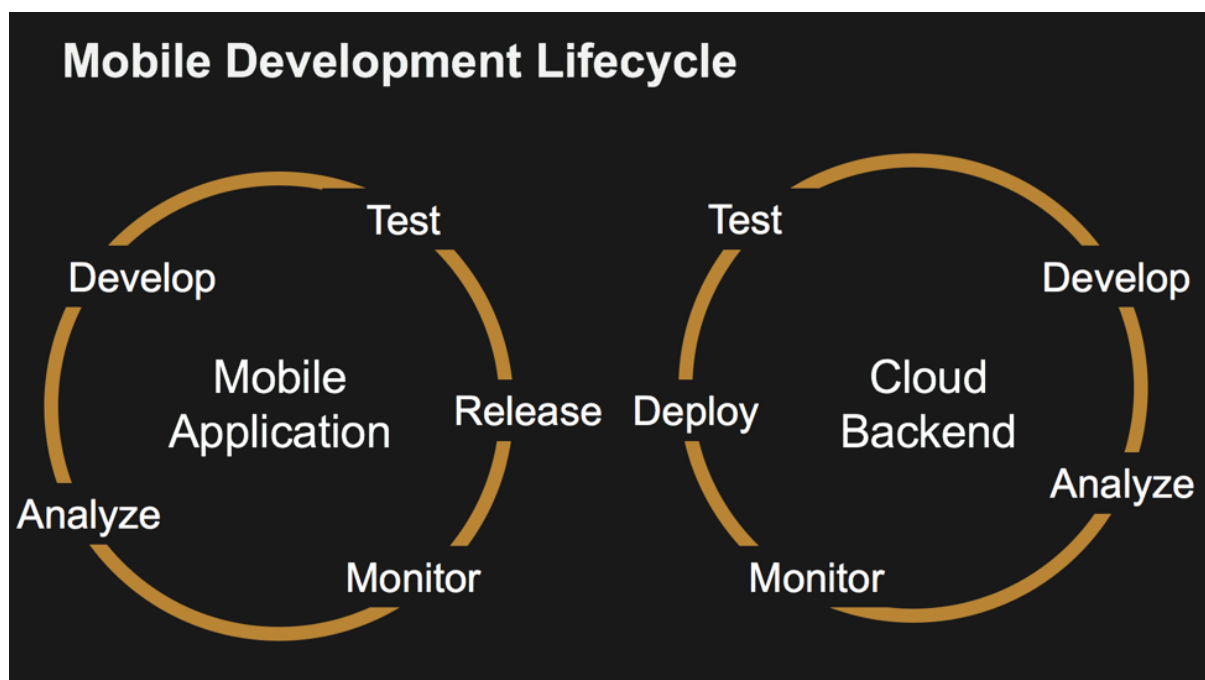 Mobile Development Lifecycle
Test
Develop
Mobile
Application
Release
Analyze
Monitor
Test
Develop
Cloud
Backend
Deploy
Analyze
Monitor